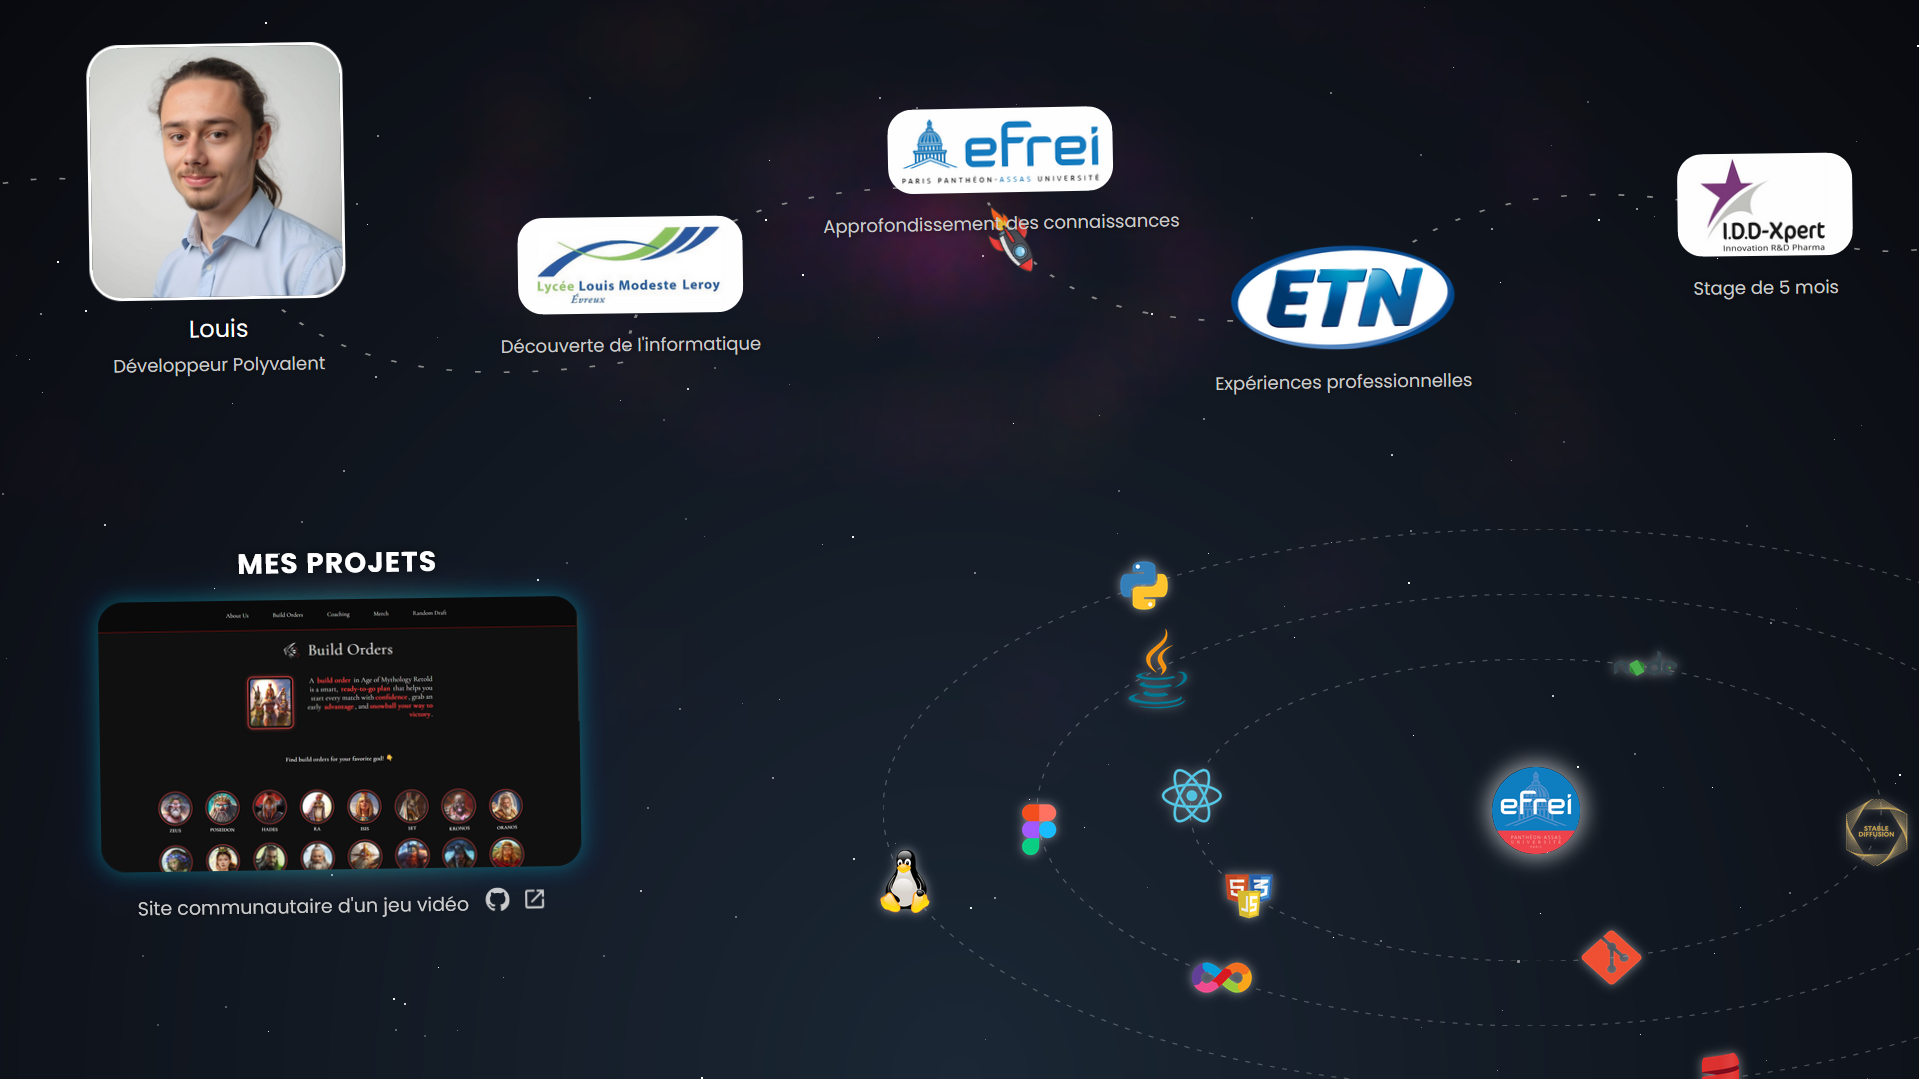 Louis
Développeur Polyvalent
Lycée Louis Modeste Leroy
Évreux
Découverte de l'informatique
efrei
PARIS PANTHÉON-ASSAS UNIVERSITÉ
Approfondissement des connaissances
ETN
Expériences professionnelles
I.D.D-Xpert
Innovation R&D Pharma
Stage de 5 mois
MES PROJETS
About Us Build Orders Coaching Merch Random Draft
Build Orders
A build order in Age of Mythology Retold
is a smart, ready-to-go plan that helps you
start every match with confidence, grab an
early advantage, and snowball your way to
victory.
Find build orders for your favorite god!
ZEUS POSEIDON HADES RA ISIS SET KRONOS ORANOS
Site communautaire d'un jeu vidéo
node
efrei
PANTHÉON-ASSAS
UNIVERSITÉ
PARIS
STABLE
DIFFUSION
5 3
JS